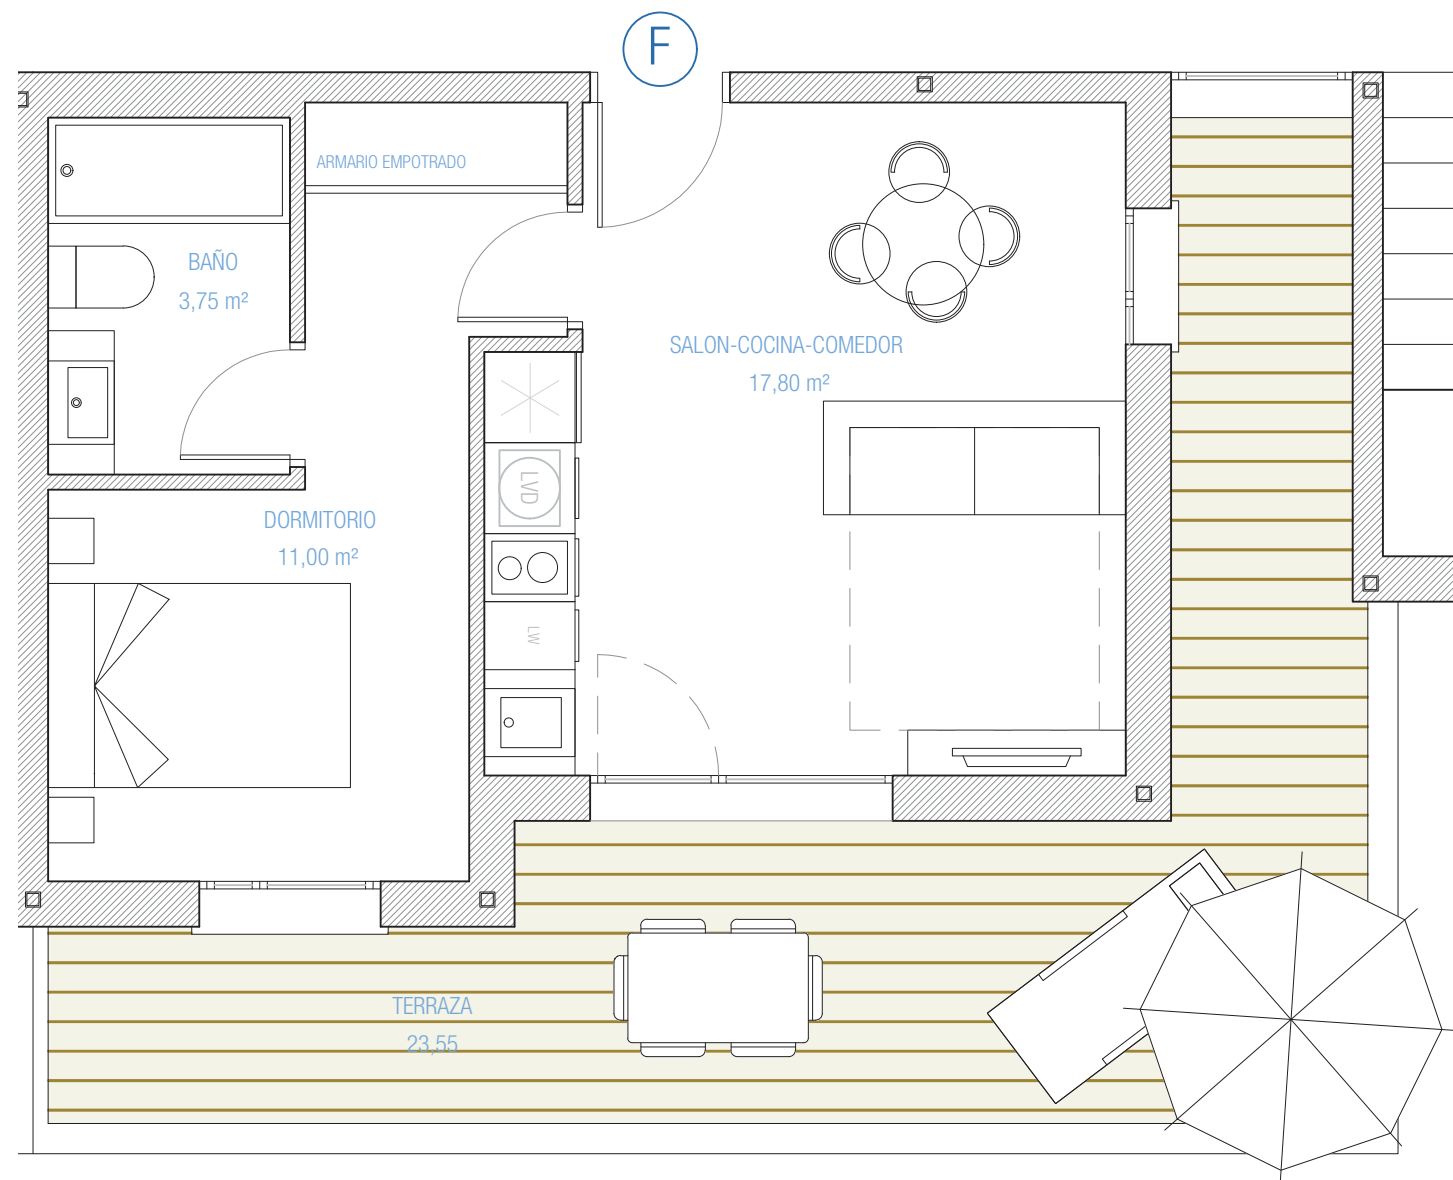 F
ARMARIO EMPOTRADO
BAÑO
3,75 m²
SALON-COCINA-COMEDOR
17,80 m²
LVD
DORMITORIO
11,00 m²
LW
TERRAZA
23,55